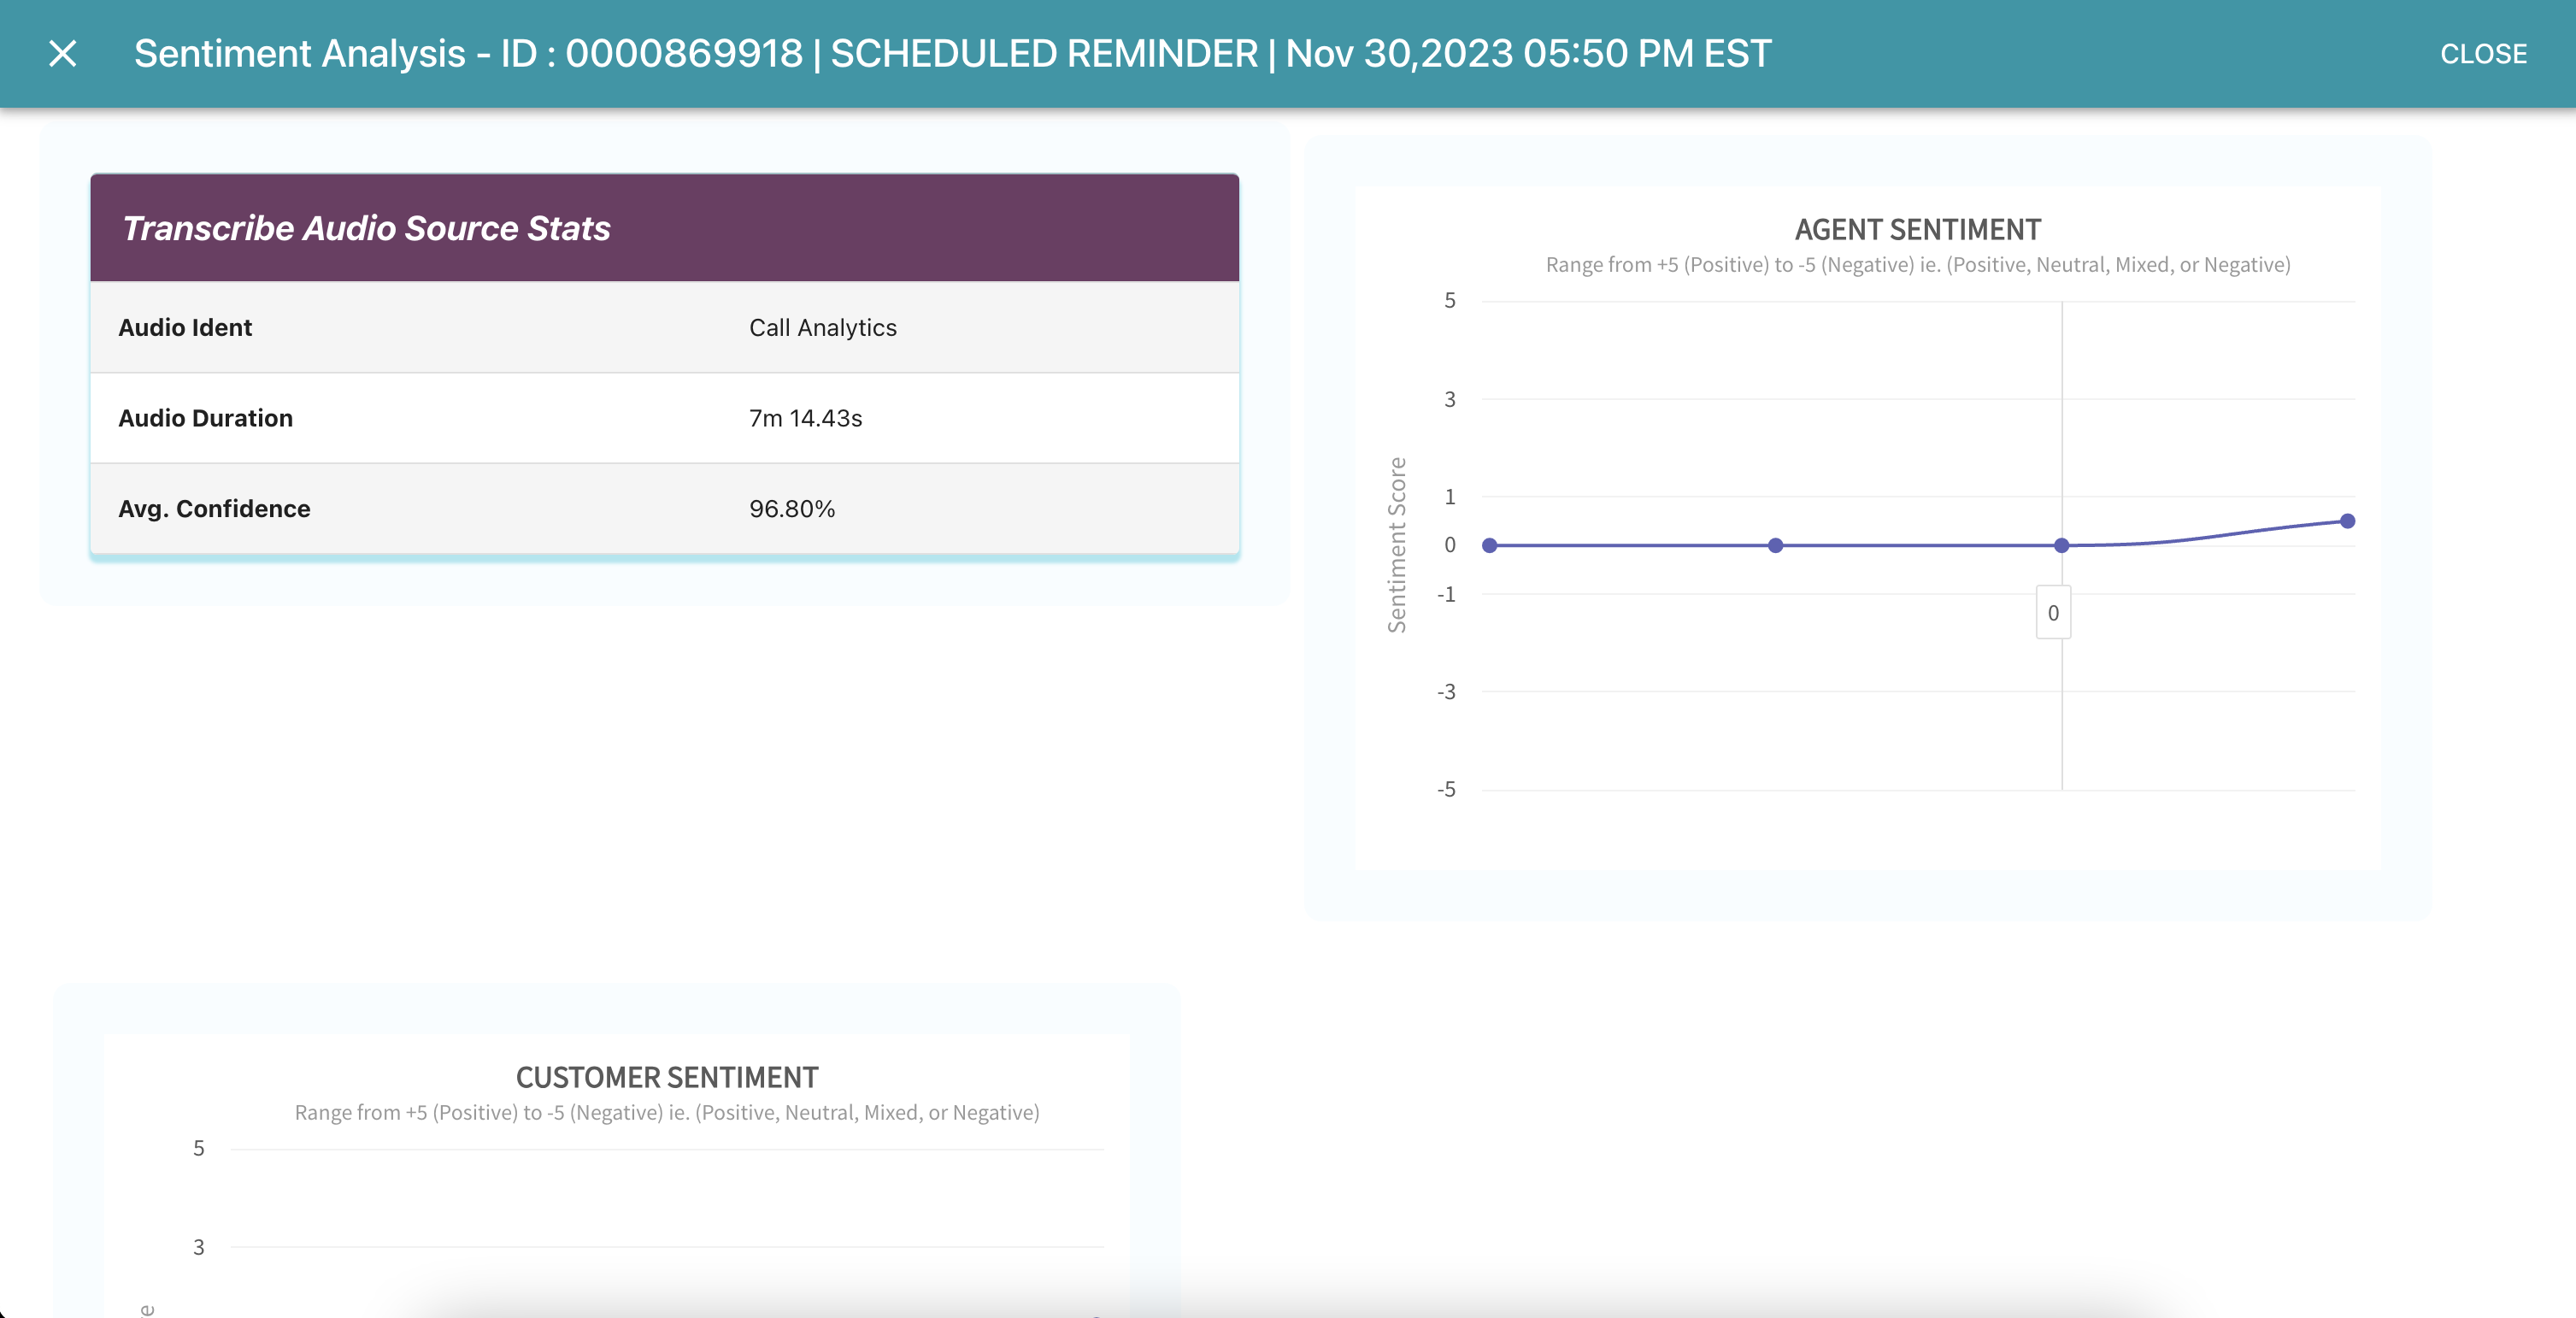 Sentiment Analysis - ID : 0000869918 | SCHEDULED REMINDER | Nov 30,2023 05:50 PM EST
CLOSE
Transcribe Audio Source Stats
Audio Ident Call Analytics
Audio Duration 7m 14.43s
Avg. Confidence 96.80%
AGENT SENTIMENT
Range from +5 (Positive) to -5 (Negative) ie. (Positive, Neutral, Mixed, or Negative)
Sentiment Score
5
3
1
0
-1
0
-3
-5
CUSTOMER SENTIMENT
Range from +5 (Positive) to -5 (Negative) ie. (Positive, Neutral, Mixed, or Negative)
5
3